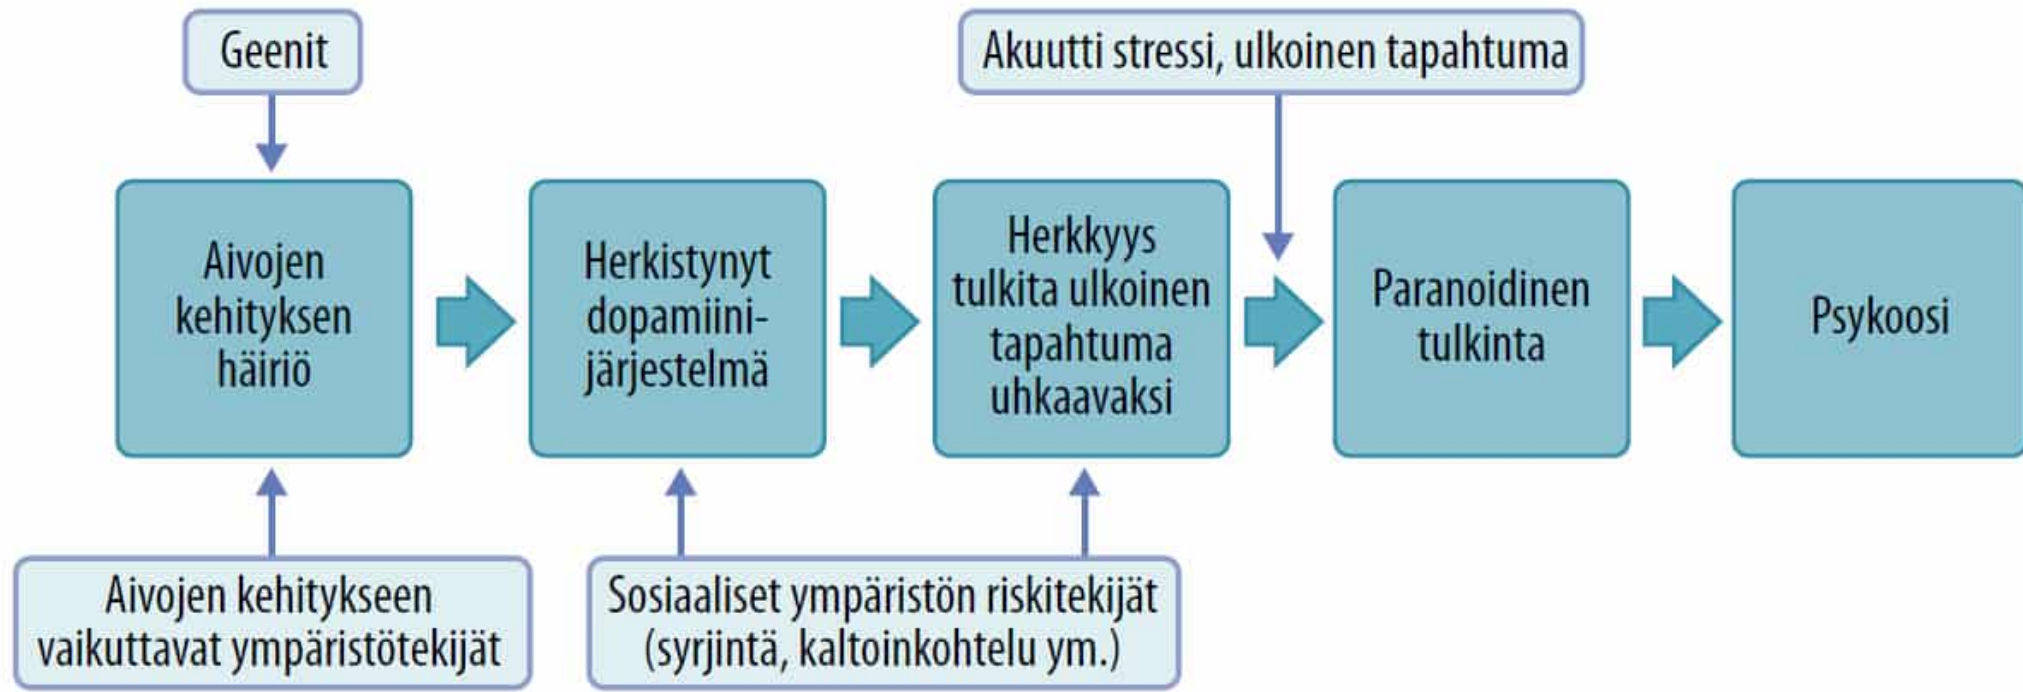 Geenit
Akuutti stressi, ulkoinen tapahtuma
Aivojen
kehityksen
häiriö
Herkistynyt
dopamiini-
järjestelmä
Herkkyys
tulkita ulkoinen
tapahtuma
uhkaavaksi
Paranoidinen
tulkinta
Psykoosi
Aivojen kehitykseen
vaikuttavat ympäristötekijät
Sosiaaliset ympäristön riskitekijät
(syrjintä, kaltoinkohtelu ym.)